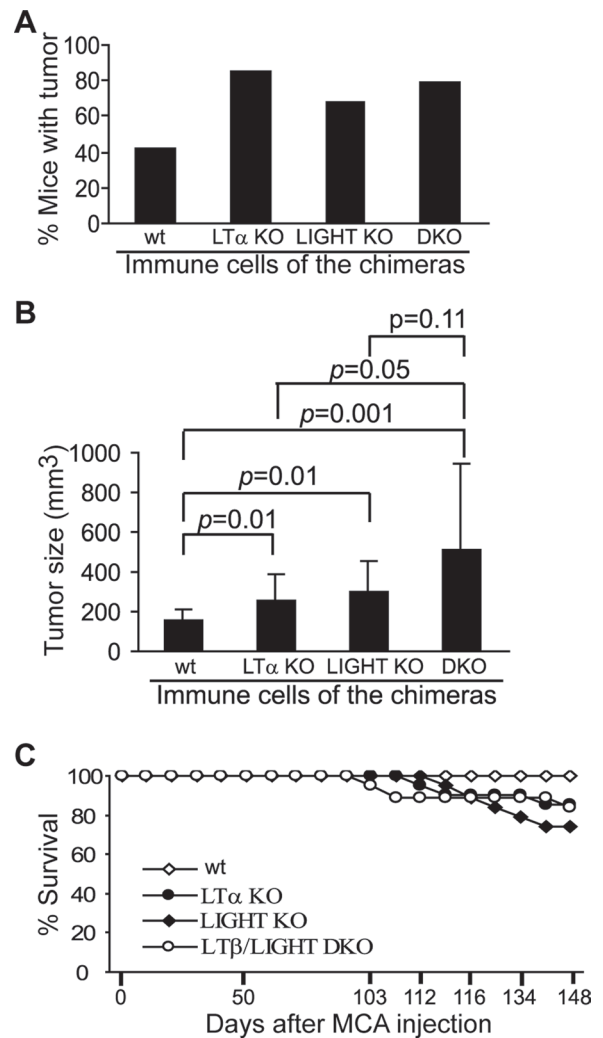 A
% Mice with tumor
100
80
60
40
20
0
wt LTα KO LIGHT KO DKO
Immune cells of the chimeras
B
p=0.11
p=0.05
p=0.001
p=0.01
p=0.01
Tumor size (mm3)
1000
800
600
400
200
0
wt LTα KO LIGHT KO DKO
Immune cells of the chimeras
C
% Survival
100
80
60
40
20
0
wt
LTα KO
LIGHT KO
LTβ/LIGHT DKO
0 50 103 112 116 134 148
Days after MCA injection